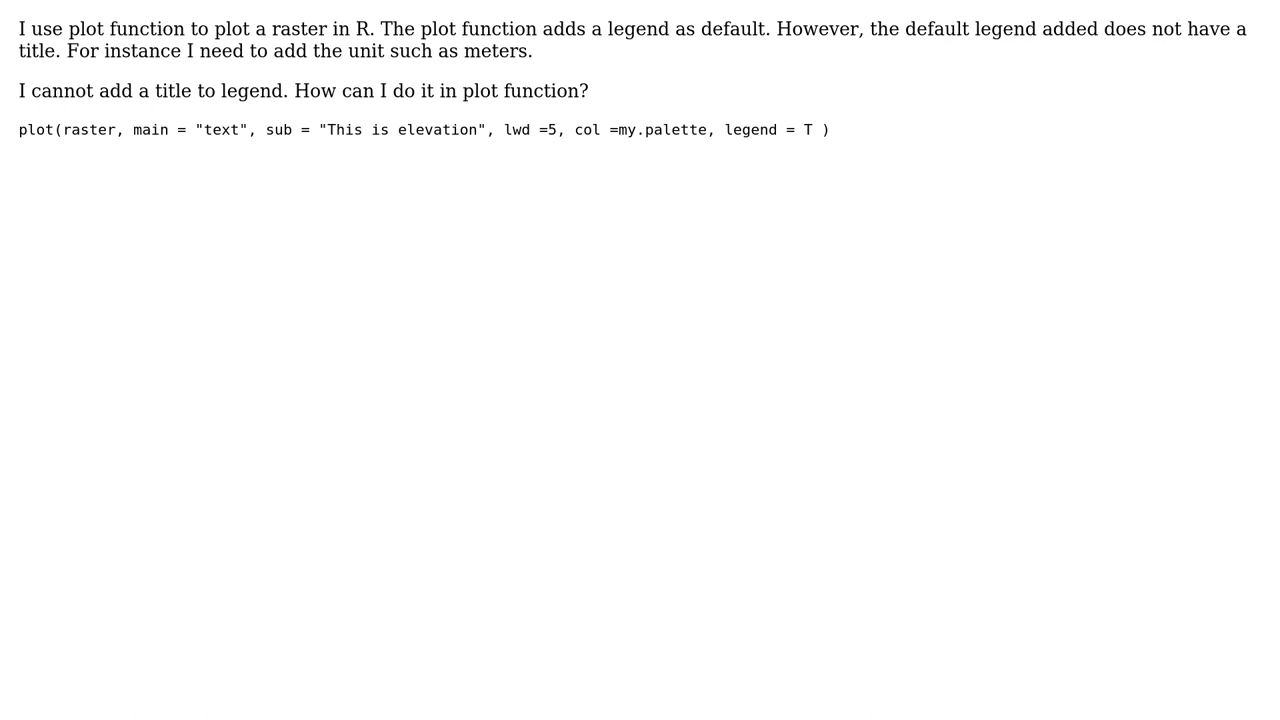 I use plot function to plot a raster in R. The plot function adds a legend as default. However, the default legend added does not have a
title. For instance I need to add the unit such as meters.
I cannot add a title to legend. How can I do it in plot function?
plot(raster, main = "text", sub = "This is elevation", lwd =5, col =my.palette, legend = T )